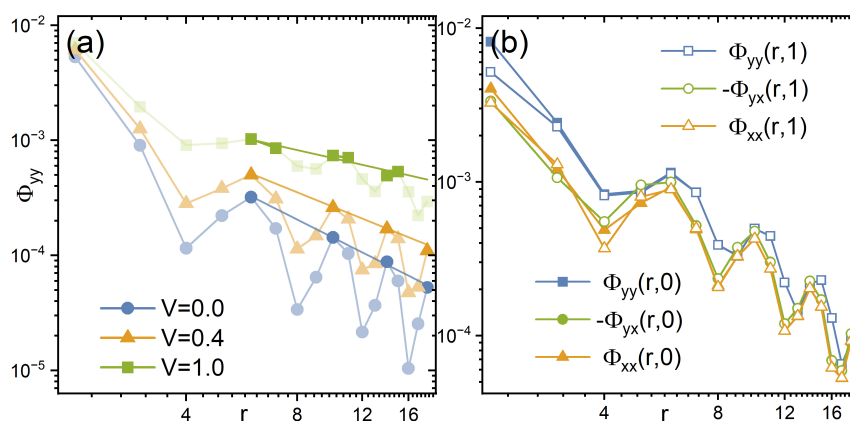 (a)
10⁻²
10⁻³
10⁻⁴
10⁻⁵
Φyy
V=0.0
V=0.4
V=1.0
4 r 8 12 16
(b)
10⁻²
10⁻³
10⁻⁴
Φyy(r,1)
-Φyx(r,1)
Φxx(r,1)
Φyy(r,0)
-Φyx(r,0)
Φxx(r,0)
4 r 8 12 16